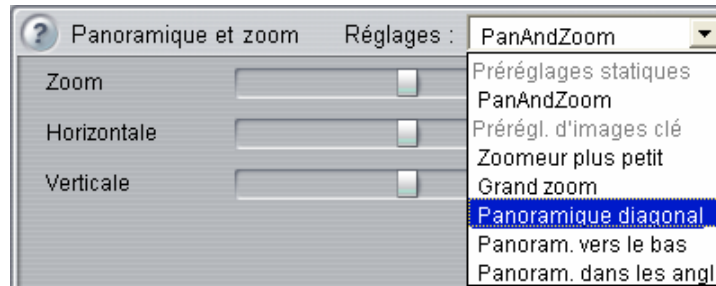 ? Panoramique et zoom Réglages : PanAndZoom
Zoom
Horizontale
Verticale
Préréglages statiques
PanAndZoom
Prérégl. d'images clé
Zoomeur plus petit
Grand zoom
Panoramique diagonal
Panoram. vers le bas
Panoram. dans les angl